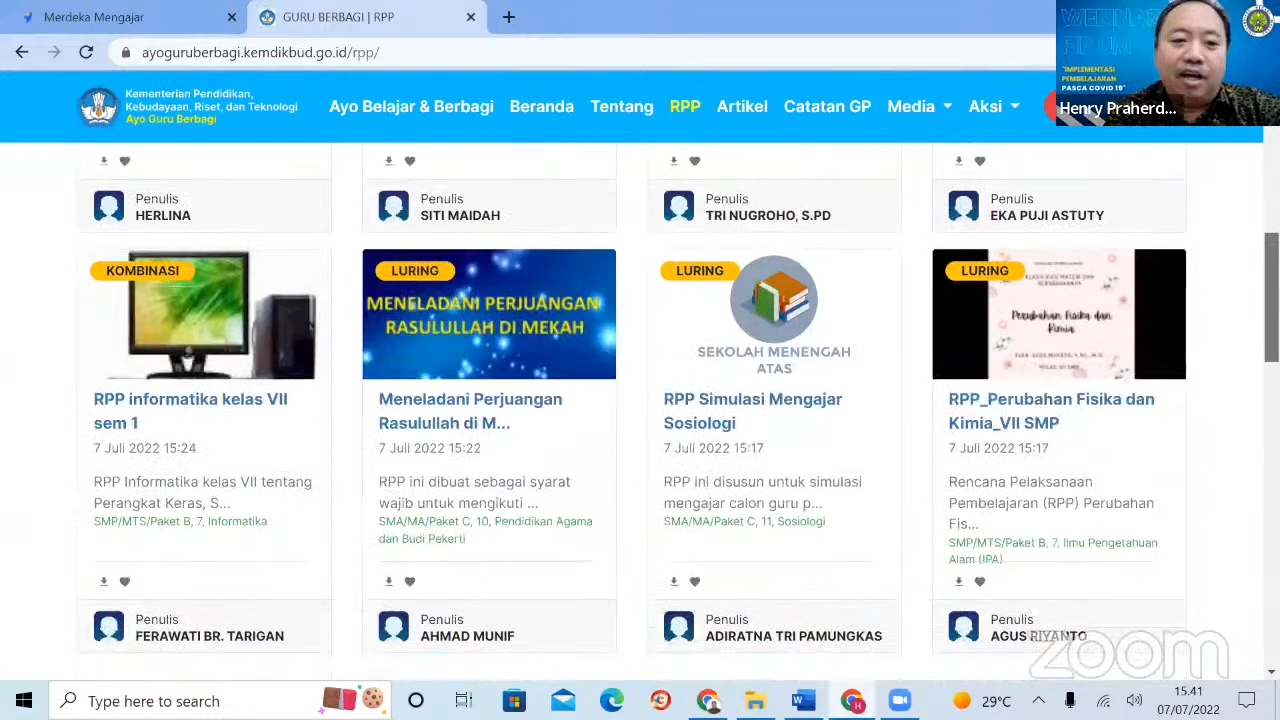 Merdeka Mengajar
GURU BERBAGI | RPP
ayoguruberbagi.kemdikbud.go.id/rpp/
"IMPLEMENTASI
PEMBELAJARAN
PASCA COVID 19"
Henry Praherd...
Kementerian Pendidikan,
Kebudayaan, Riset, dan Teknologi
Ayo Guru Berbagi
Ayo Belajar & Berbagi Beranda Tentang RPP Artikel Catatan GP Media Aksi
Penulis
HERLINA
Penulis
SITI MAIDAH
Penulis
TRI NUGROHO, S.PD
Penulis
EKA PUJI ASTUTY
KOMBINASI
RPP informatika kelas VII
sem 1
7 Juli 2022 15:24
RPP Informatika kelas VII tentang
Perangkat Keras, S...
SMP/MTS/Paket B, 7, Informatika
Penulis
FERAWATI BR. TARIGAN
LURING
MENELADANI PERJUANGAN
RASULULLAH DI MEKAH
Meneladani Perjuangan
Rasulullah di M...
7 Juli 2022 15:22
RPP ini dibuat sebagai syarat
wajib untuk mengikuti ...
SMA/MA/Paket C, 10, Pendidikan Agama
dan Budi Pekerti
Penulis
AHMAD MUNIF
LURING
SEKOLAH MENENGAH
ATAS
RPP Simulasi Mengajar
Sosiologi
7 Juli 2022 15:17
RPP ini disusun untuk simulasi
mengajar calon guru p...
SMA/MA/Paket C, 11, Sosiologi
Penulis
ADIRATNA TRI PAMUNGKAS
LURING
Perubahan Fisika dan
Kimia
RPP_Perubahan Fisika dan
Kimia_VII SMP
7 Juli 2022 15:17
Rencana Pelaksanaan
Pembelajaran (RPP) Perubahan
Fis...
SMP/MTS/Paket B, 7, Ilmu Pengetahuan
Alam (IPA)
Penulis
AGUS RIYANTO
zoom
Type here to search
29°C
15.41
07/07/2022